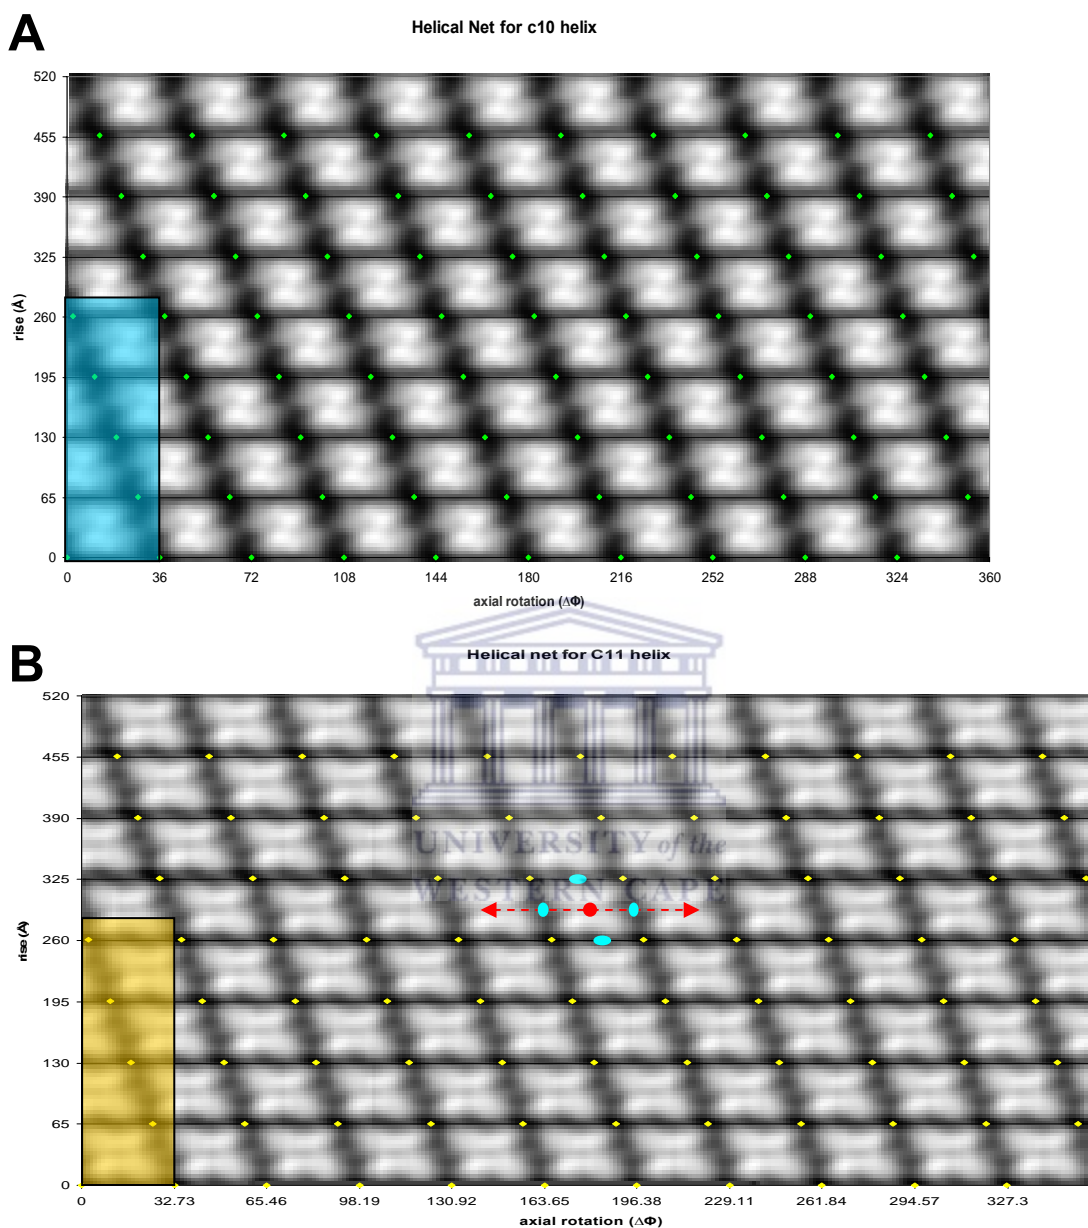 A
Helical Net for c10 helix
520
455
390
325
260
195
130
65
0
rise (Å)
0 36 72 108 144 180 216 252 288 324 360
axial rotation (ΔΦ)
B
Helical net for C11 helix
520
455
390
325
260
195
130
65
0
rise (Å)
UNIVERSITY of the
WESTERN CAPE
0 32.73 65.46 98.19 130.92 163.65 196.38 229.11 261.84 294.57 327.3
axial rotation (ΔΦ)